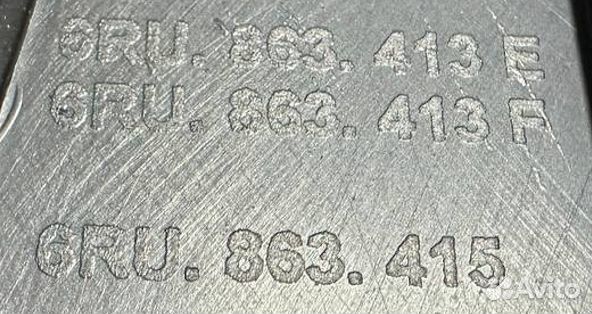 6RU. 863. 413 E
6RU. 863. 413 F
6RU. 863. 415
Avito